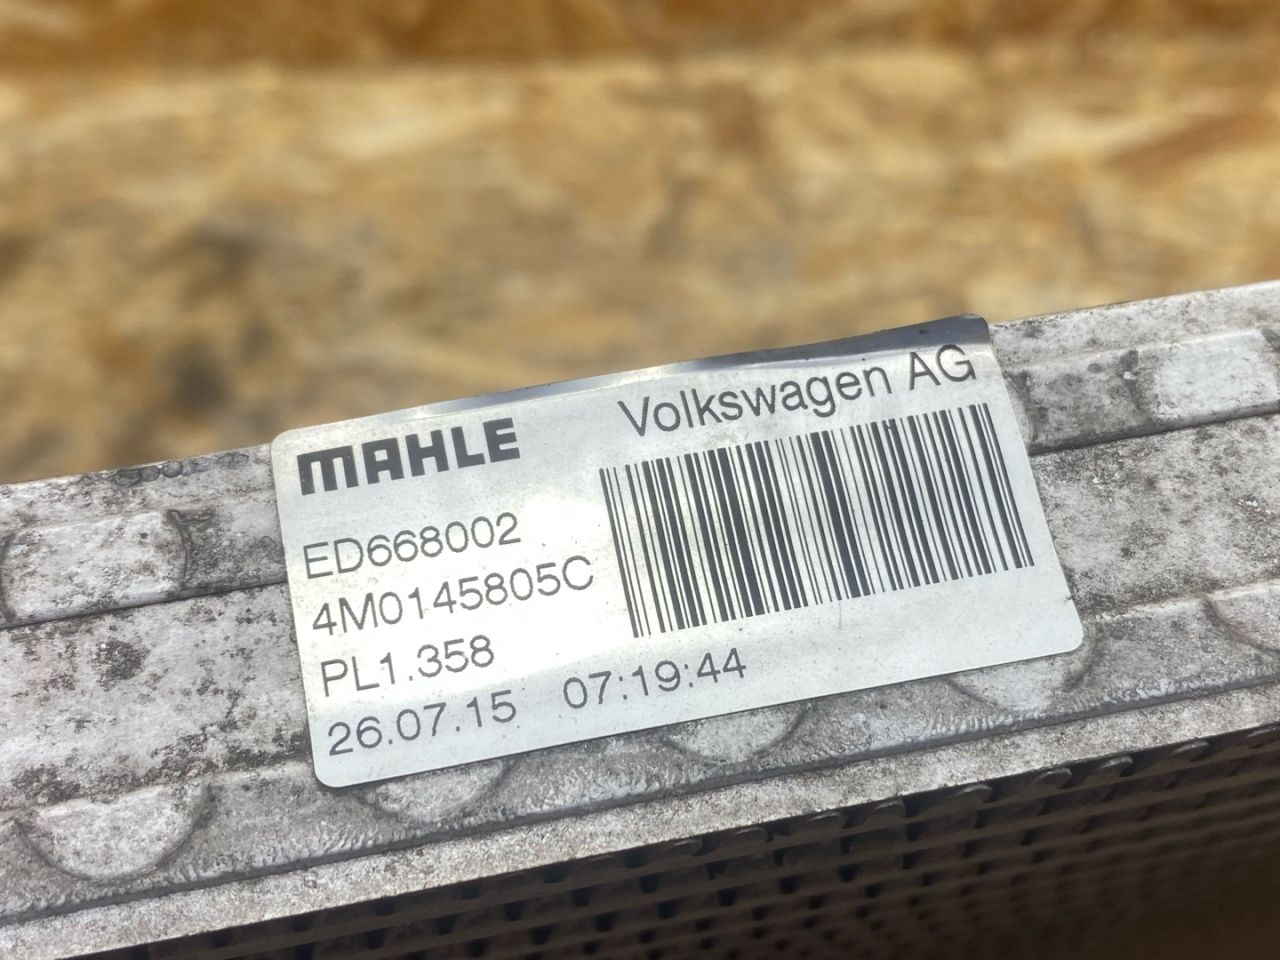 Volkswagen AG
MAHLE
ED668002
4M0145805C
PL1.358
26.07.15 07:19:44